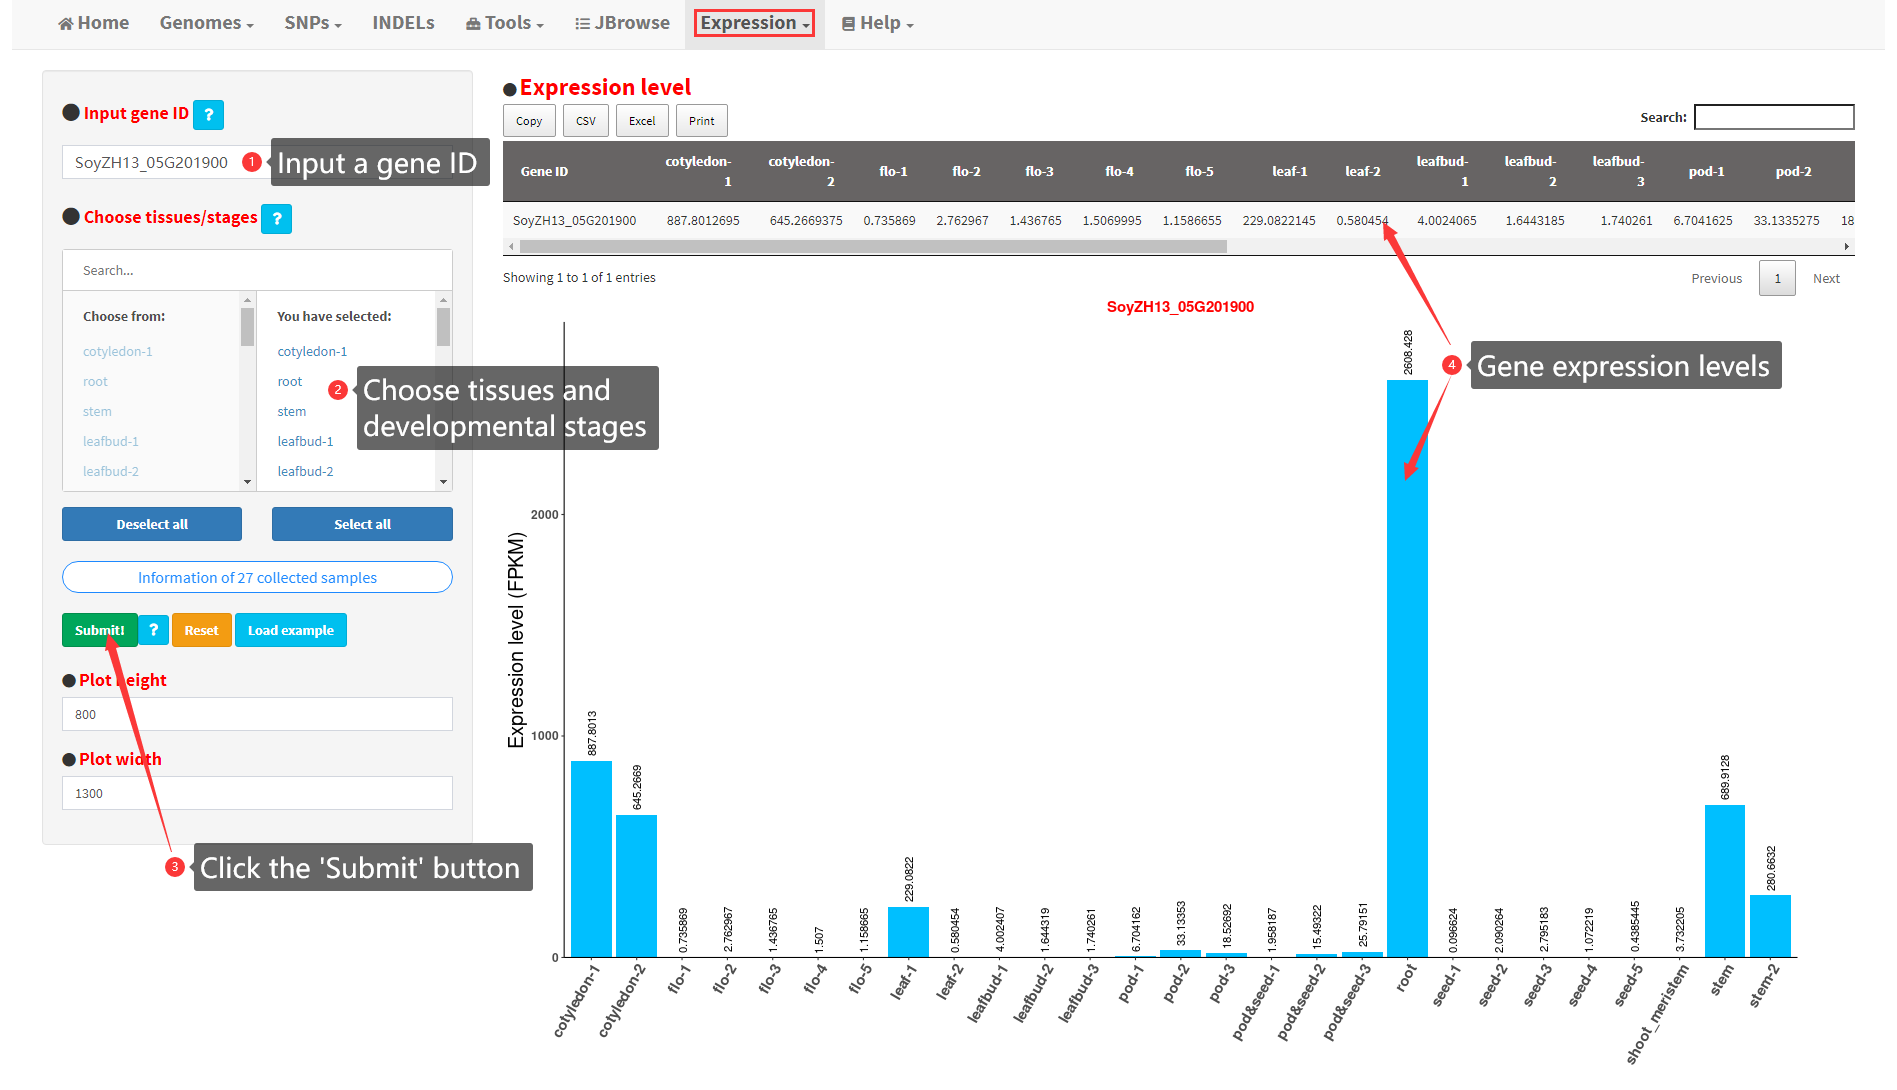 Home Genomes SNPs INDELs Tools JBrowse Expression Help
Input gene ID ?
SoyZH13_05G201900
1 Input a gene ID
Choose tissues/stages ?
Search...
Choose from:
cotyledon-1
root
stem
leafbud-1
leafbud-2
You have selected:
cotyledon-1
root
stem
leafbud-1
leafbud-2
2 Choose tissues and
developmental stages
Deselect all Select all
Information of 27 collected samples
Submit! ? Reset Load example
Plot height
800
Plot width
1300
3 Click the 'Submit' button
Expression level
Copy CSV Excel Print
Search:
Gene ID cotyledon-1 cotyledon-2 flo-1 flo-2 flo-3 flo-4 flo-5 leaf-1 leaf-2 leafbud-1 leafbud-2 leafbud-3 pod-1 pod-2
SoyZH13_05G201900 887.8012695 645.2669375 0.735869 2.762967 1.436765 1.5069995 1.1586655 229.0822145 0.580454 4.0024065 1.6443185 1.740261 6.7041625 33.1335275 18
Showing 1 to 1 of 1 entries
Previous 1 Next
SoyZH13_05G201900
4 Gene expression levels
Expression level (FPKM)
2000
1000
0
887.8013 645.2669 0.735869 2.762967 1.436765 1.507 1.158665 229.0822 0.580454 4.002407 1.644319 1.740261 6.704162 33.13353 18.52692 1.958187 15.49322 25.79151 2608.428 0.096624 2.090264 2.795183 1.072219 0.4385445 3.732205 689.9128 280.6632
cotyledon-1 cotyledon-2 flo-1 flo-2 flo-3 flo-4 flo-5 leaf-1 leaf-2 leafbud-1 leafbud-2 leafbud-3 pod-1 pod-2 pod-3 pod&seed-1 pod&seed-2 pod&seed-3 root seed-1 seed-2 seed-3 seed-4 seed-5 shoot_meristem stem stem-2